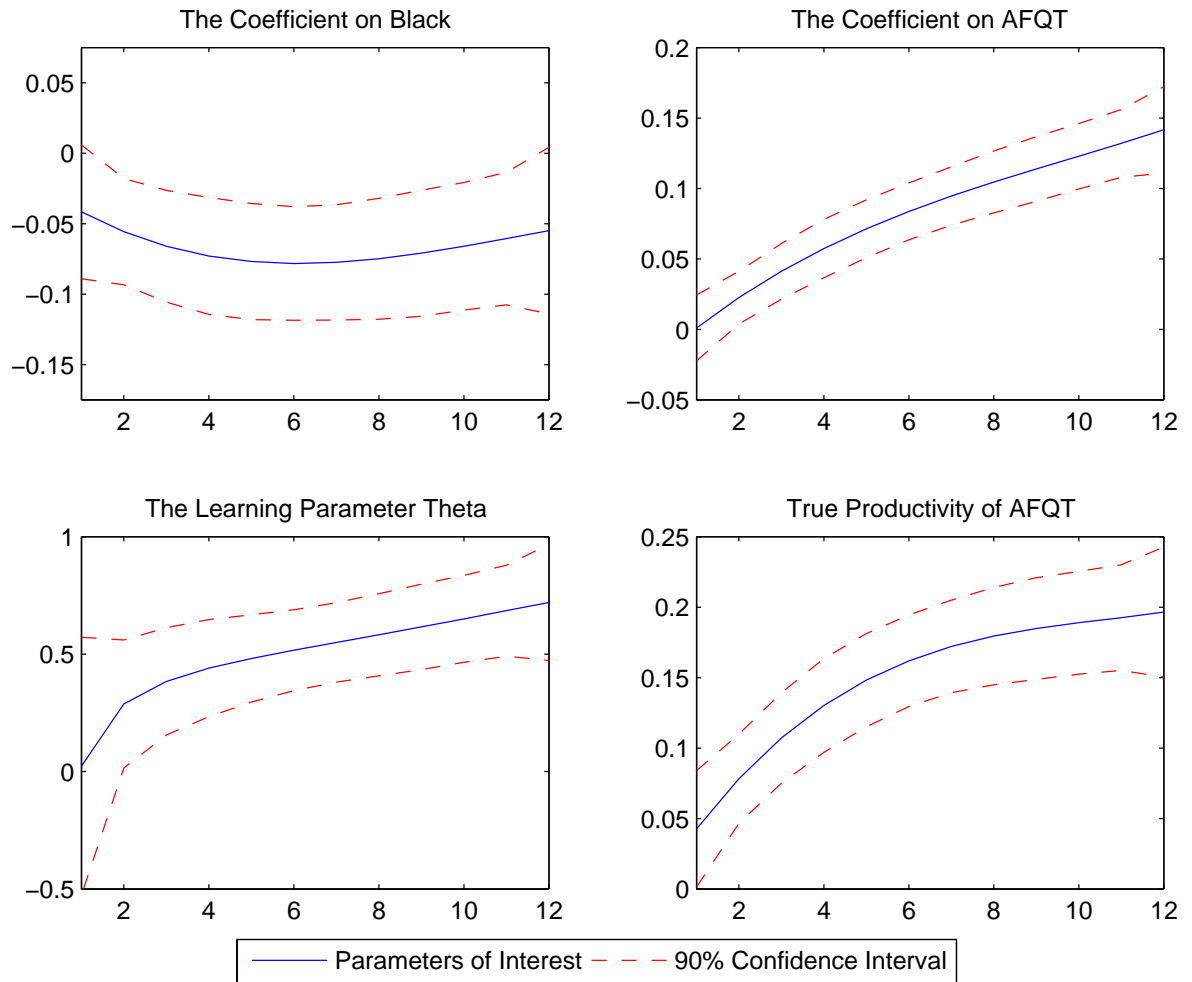 The Coefficient on Black
0.05
0
−0.05
−0.1
−0.15
2 4 6 8 10 12
The Coefficient on AFQT
0.2
0.15
0.1
0.05
0
−0.05
2 4 6 8 10 12
The Learning Parameter Theta
1
0.5
0
−0.5
2 4 6 8 10 12
True Productivity of AFQT
0.25
0.2
0.15
0.1
0.05
0
2 4 6 8 10 12
Parameters of Interest 90% Confidence Interval